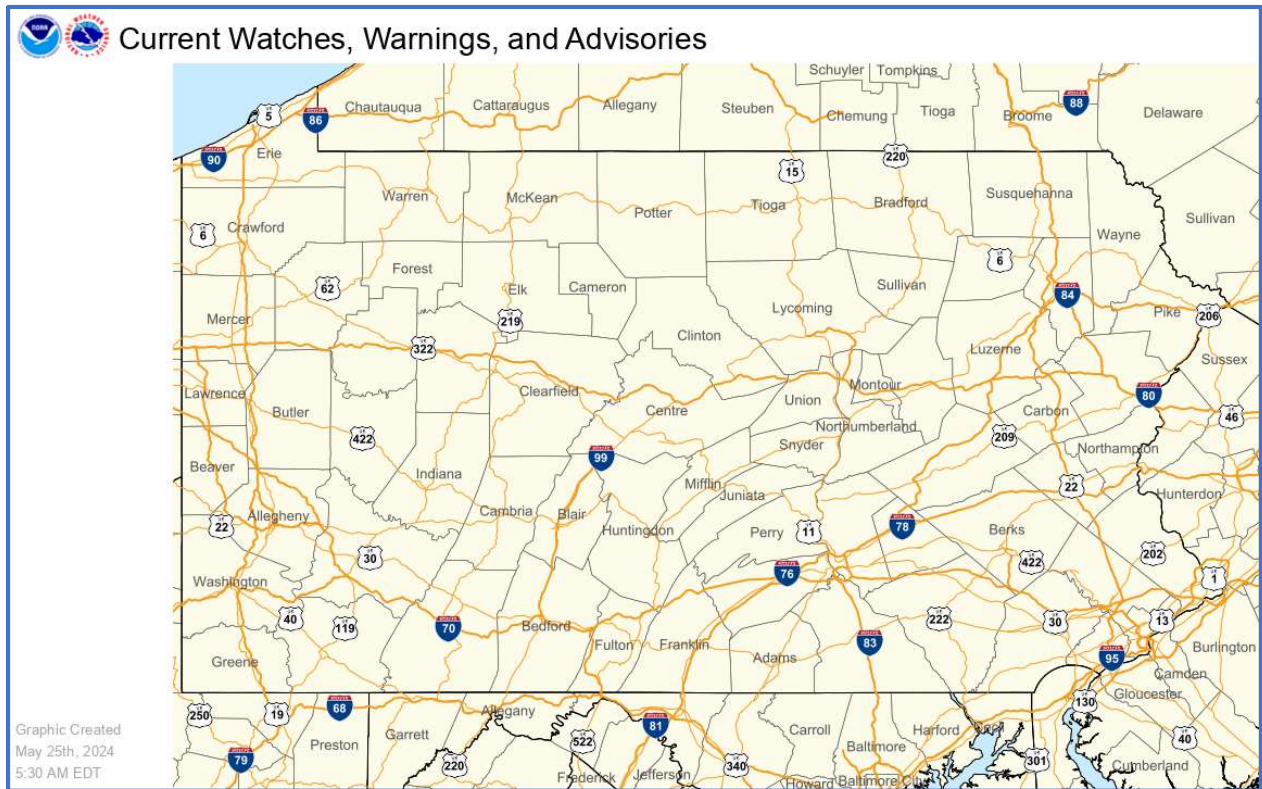 Current Watches, Warnings, and Advisories
Schuyler Tompkins
Chautauqua Cattaraugus Allegany Steuben Chemung Tioga Broome 88 Delaware
5
86
90 Erie
220
15
Warren McKean Potter Tioga Bradford Susquehanna
Sullivan
6 Crawford
Wayne
6
Forest
62
Elk Cameron
Sullivan
84
Mercer
219
Lycoming
Pike 206
322
Clinton
Luzerne
Sussex
Lawrence
Clearfield
Montour
80
Butler
Centre
Union
Carbon
46
422
Northumberland
209
Snyder
Northampton
99
Beaver
Indiana
Mifflin
Juniata
22
Hunterdon
Allegheny
22
Cambria Blair
Huntingdon
Perry 11
78
Berks
30
202
422
76
1
Washington
40
119
70
Bedford
Fulton Franklin
Adams
83
222
30
13
Burlington
95
Camden
Greene
Gloucester
130
250 19 68
Allegany
81
Carroll
Harford Cecil
40
Graphic Created
May 25th, 2024
5:30 AM EDT
79
Preston Garrett
220
522
Frederick Jefferson
340
Howard
Baltimore
Baltimore City
301
Cumberland